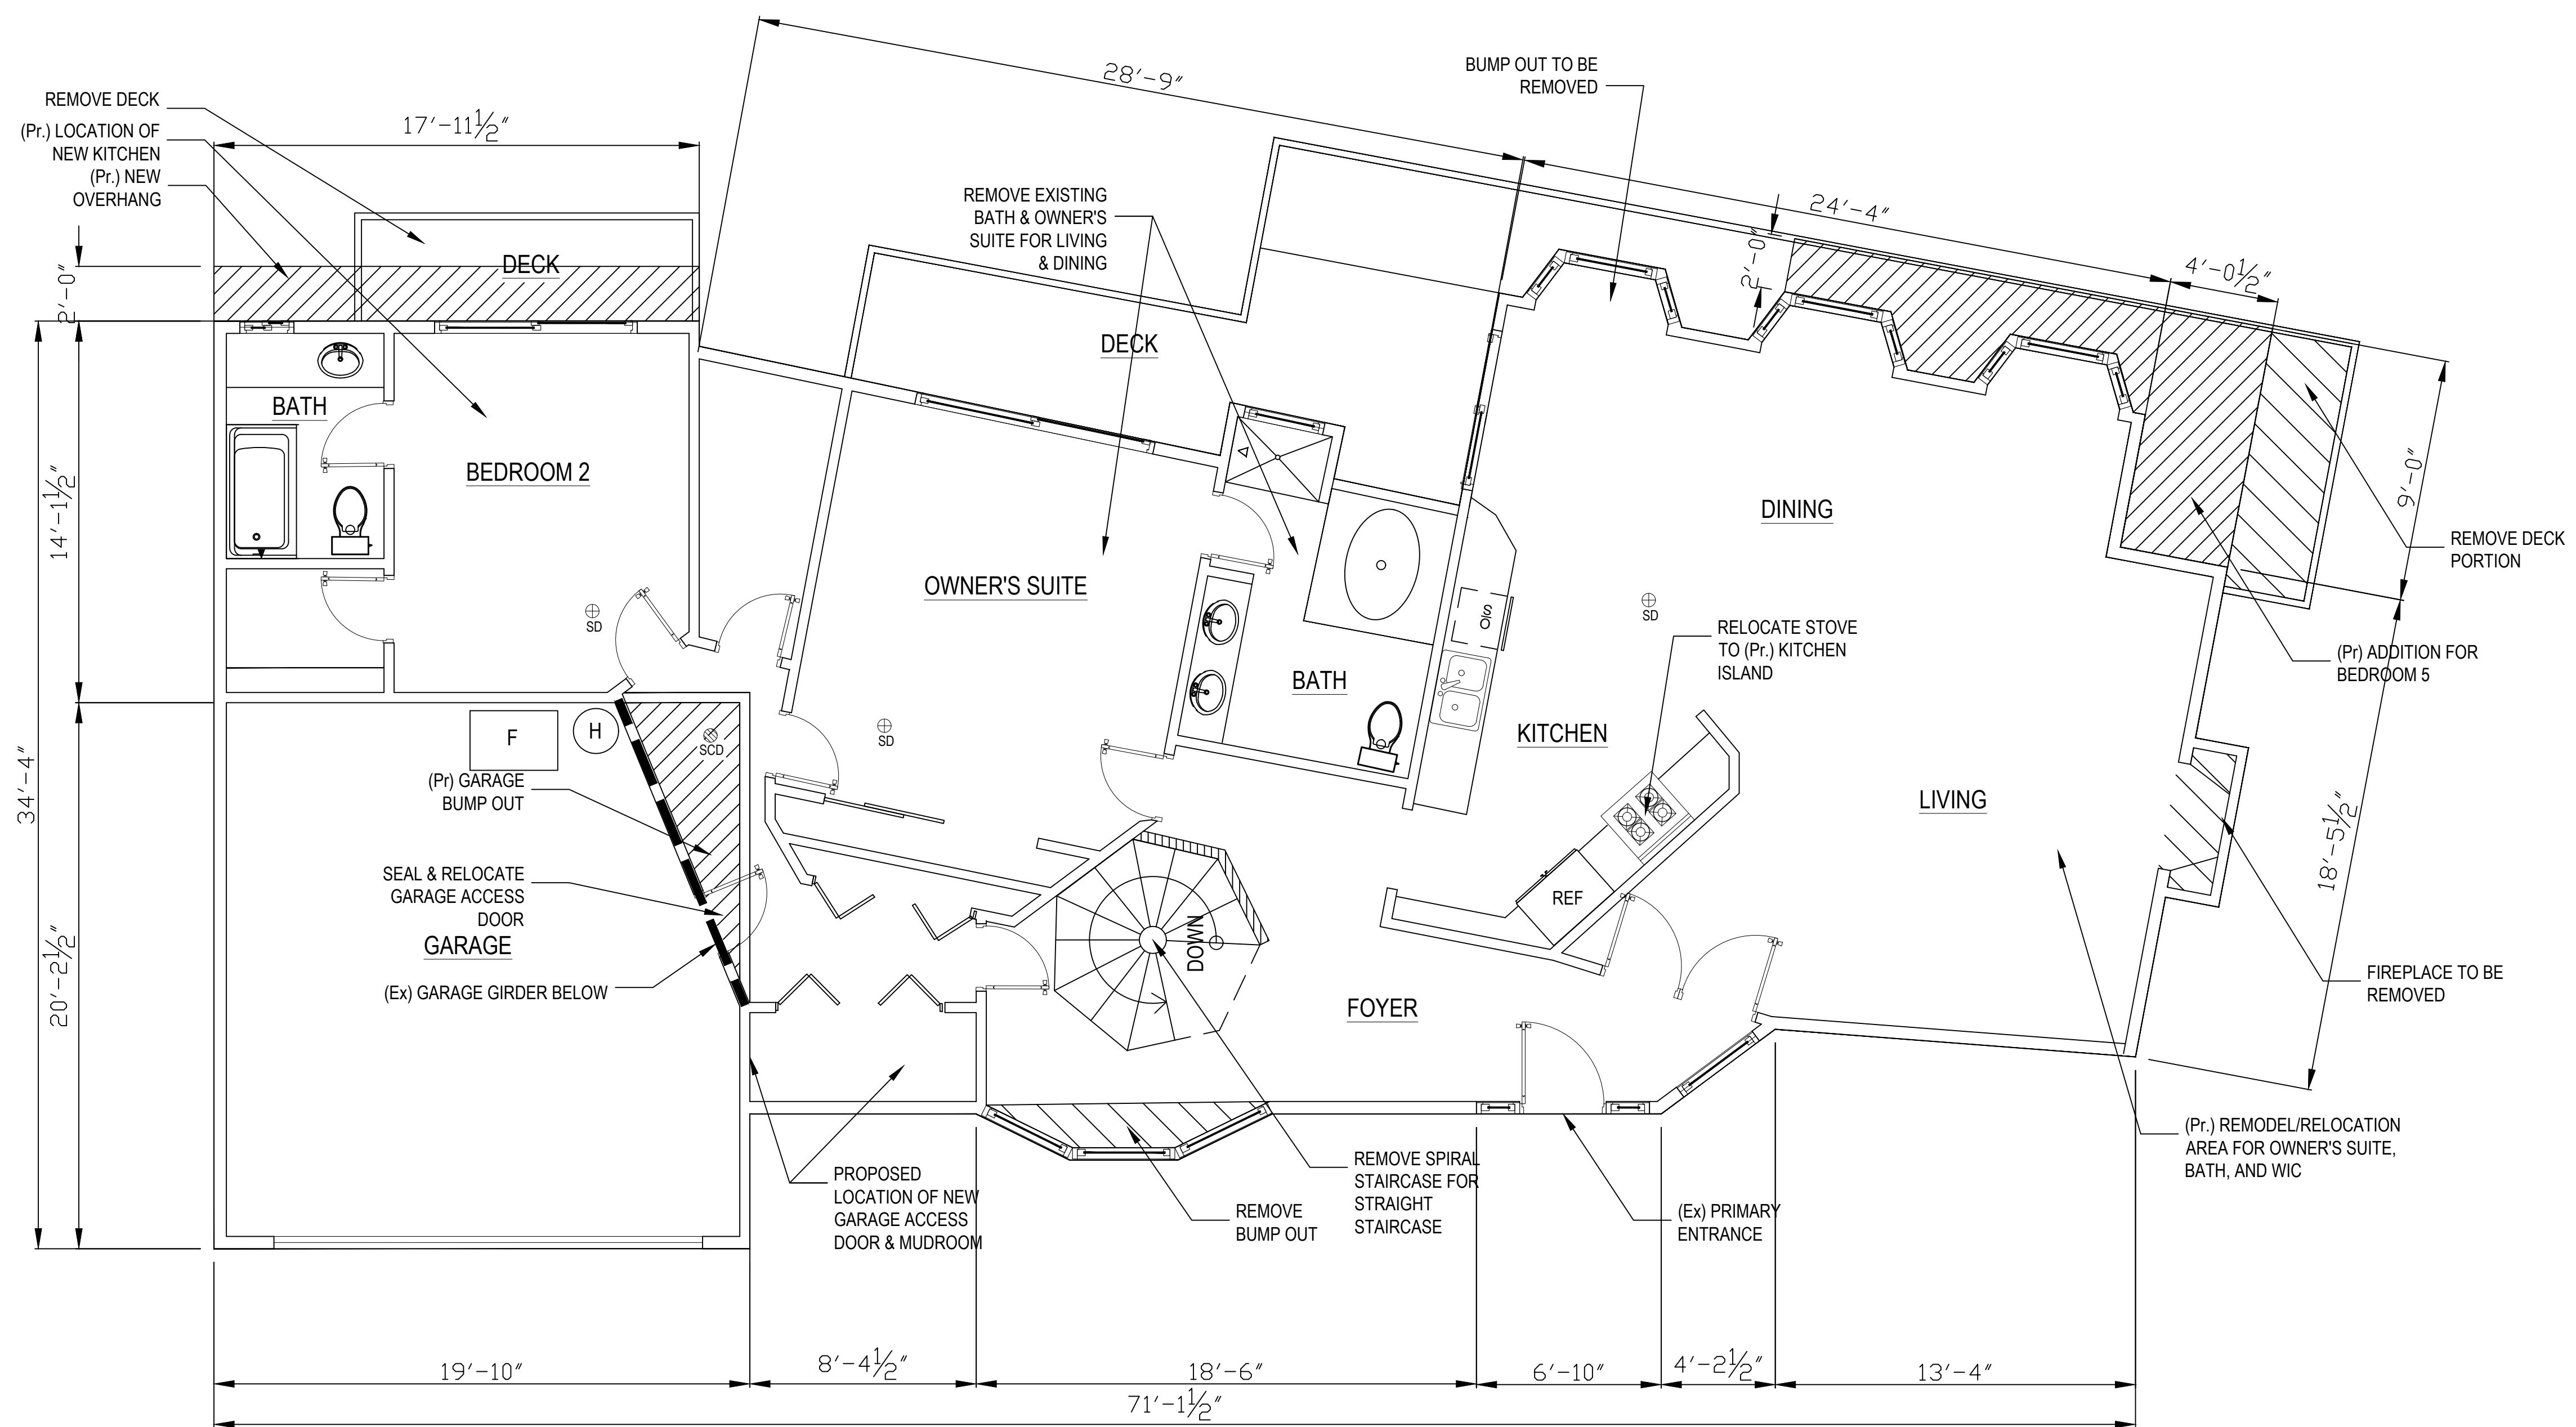 28'-9"
BUMP OUT TO BE
REMOVED
REMOVE DECK
(Pr.) LOCATION OF
NEW KITCHEN
(Pr.) NEW
OVERHANG
17'-11½"
REMOVE EXISTING
BATH & OWNER'S
SUITE FOR LIVING
& DINING
24'-4"
2'-0"
4'-0½"
2'-0"
DECK
DECK
BATH
BEDROOM 2
14'-1½"
9'-0"
DINING
REMOVE DECK
PORTION
OWNER'S SUITE
SD
SD
S/O
RELOCATE STOVE
TO (Pr.) KITCHEN
ISLAND
(Pr) ADDITION FOR
BEDROOM 5
BATH
F
H
SCD
SD
KITCHEN
34'-4"
(Pr) GARAGE
BUMP OUT
LIVING
18'-5½"
SEAL & RELOCATE
GARAGE ACCESS
DOOR
GARAGE
REF
DOWN
20'-2½"
(Ex) GARAGE GIRDER BELOW
FOYER
FIREPLACE TO BE
REMOVED
PROPOSED
LOCATION OF NEW
GARAGE ACCESS
DOOR & MUDROOM
REMOVE
BUMP OUT
REMOVE SPIRAL
STAIRCASE FOR
STRAIGHT
STAIRCASE
(Ex) PRIMARY
ENTRANCE
(Pr.) REMODEL/RELOCATION
AREA FOR OWNER'S SUITE,
BATH, AND WIC
19'-10"
8'-4½"
18'-6"
6'-10"
4'-2½"
13'-4"
71'-1½"